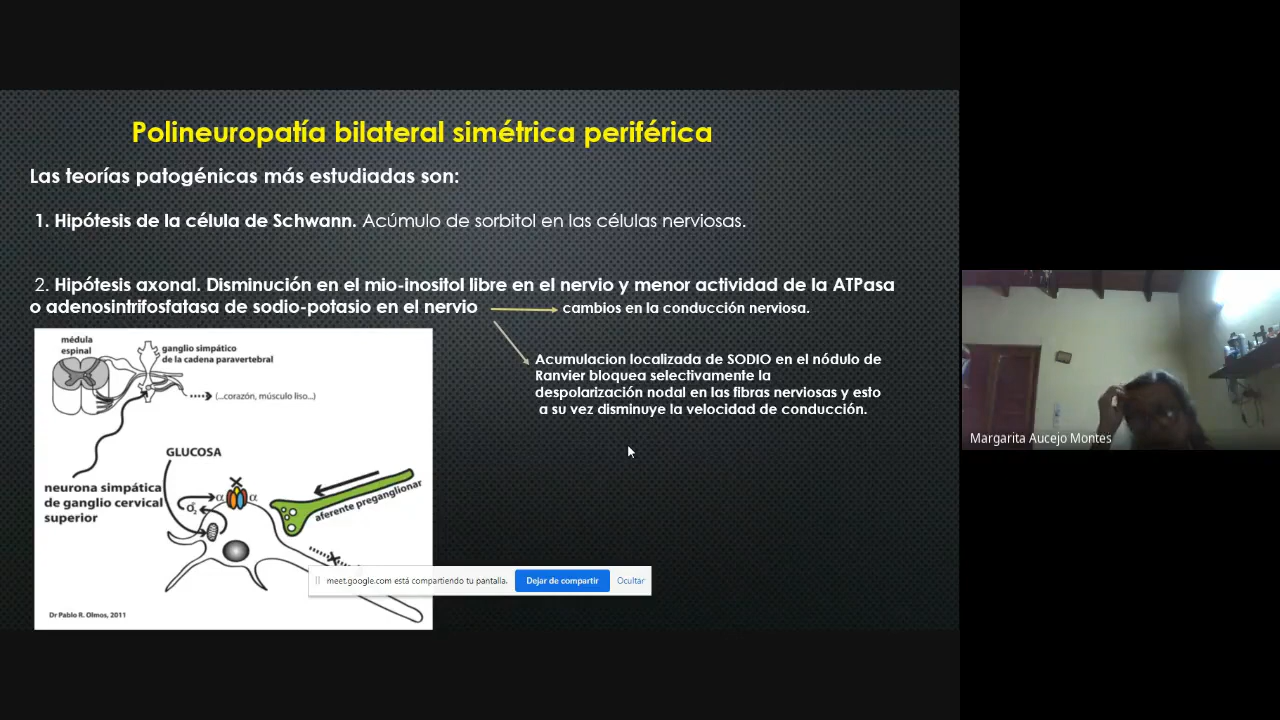 Polineuropatía bilateral simétrica periférica
Las teorías patogénicas más estudiadas son:
1. Hipótesis de la célula de Schwann. Acúmulo de sorbitol en las células nerviosas.
2. Hipótesis axonal. Disminución en el mio-inositol libre en el nervio y menor actividad de la ATPasa
o adenosintrifosfatasa de sodio-potasio en el nervio
cambios en la conducción nerviosa.
Acumulacion localizada de SODIO en el nódulo de
Ranvier bloquea selectivamente la
despolarización nodal en las fibras nerviosas y esto
a su vez disminuye la velocidad de conducción.
médula
espinal
ganglio simpático
de la cadena paravertebral
(...corazón, músculo liso...)
GLUCOSA
neurona simpática
de ganglio cervical
superior
α
α
O₂
aferente preganglionar
Dr Pablo R. Olmos, 2011
meet.google.com está compartiendo tu pantalla.
Dejar de compartir
Ocultar
Margarita Aucejo Montes